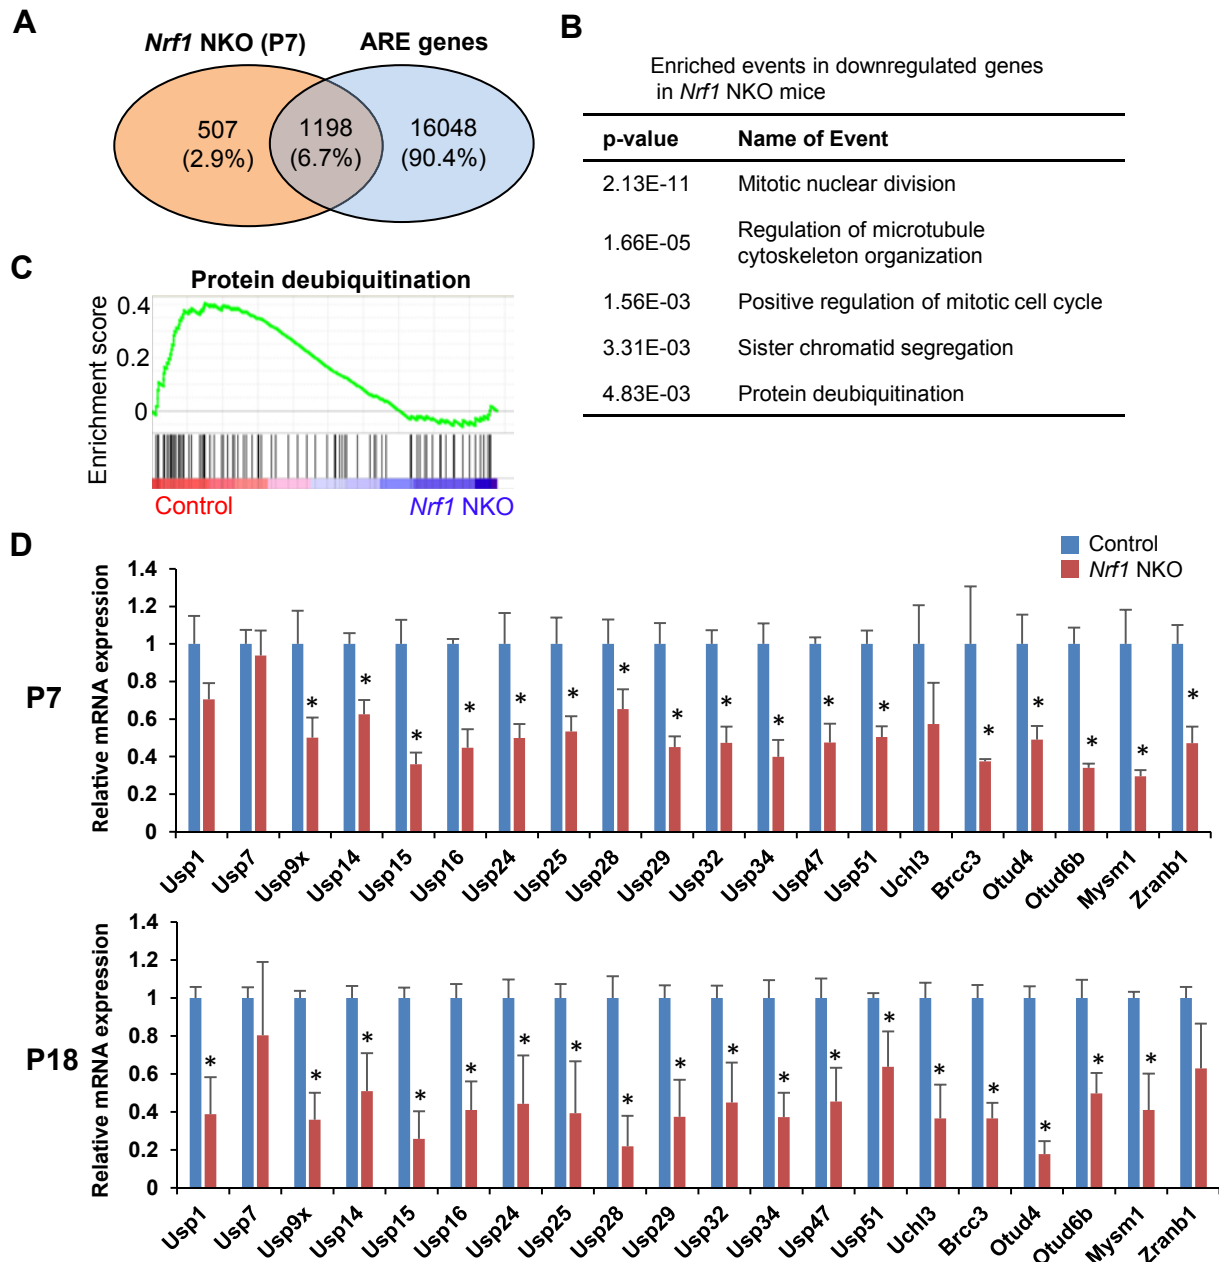 A
Nrf1 NKO (P7)
ARE genes
507
(2.9%)
1198
(6.7%)
16048
(90.4%)
B
Enriched events in downregulated genes
in Nrf1 NKO mice
p-value Name of Event
2.13E-11 Mitotic nuclear division
1.66E-05 Regulation of microtubule
cytoskeleton organization
1.56E-03 Positive regulation of mitotic cell cycle
3.31E-03 Sister chromatid segregation
4.83E-03 Protein deubiquitination
C
Protein deubiquitination
Enrichment score
0.4
0.2
0
Control
Nrf1 NKO
D
Control
Nrf1 NKO
P7
Relative mRNA expression
1.4
1.2
1
0.8
0.6
0.4
0.2
0
* * * * * * * * * * * * * * * * *
Usp1 Usp7 Usp9x Usp14 Usp15 Usp16 Usp24 Usp25 Usp28 Usp29 Usp32 Usp34 Usp47 Usp51 Uchl3 Brcc3 Otud4 Otud6b Mysm1 Zranb1
P18
Relative mRNA expression
1.4
1.2
1
0.8
0.6
0.4
0.2
0
* * * * * * * * * * * * * * * * * *
Usp1 Usp7 Usp9x Usp14 Usp15 Usp16 Usp24 Usp25 Usp28 Usp29 Usp32 Usp34 Usp47 Usp51 Uchl3 Brcc3 Otud4 Otud6b Mysm1 Zranb1